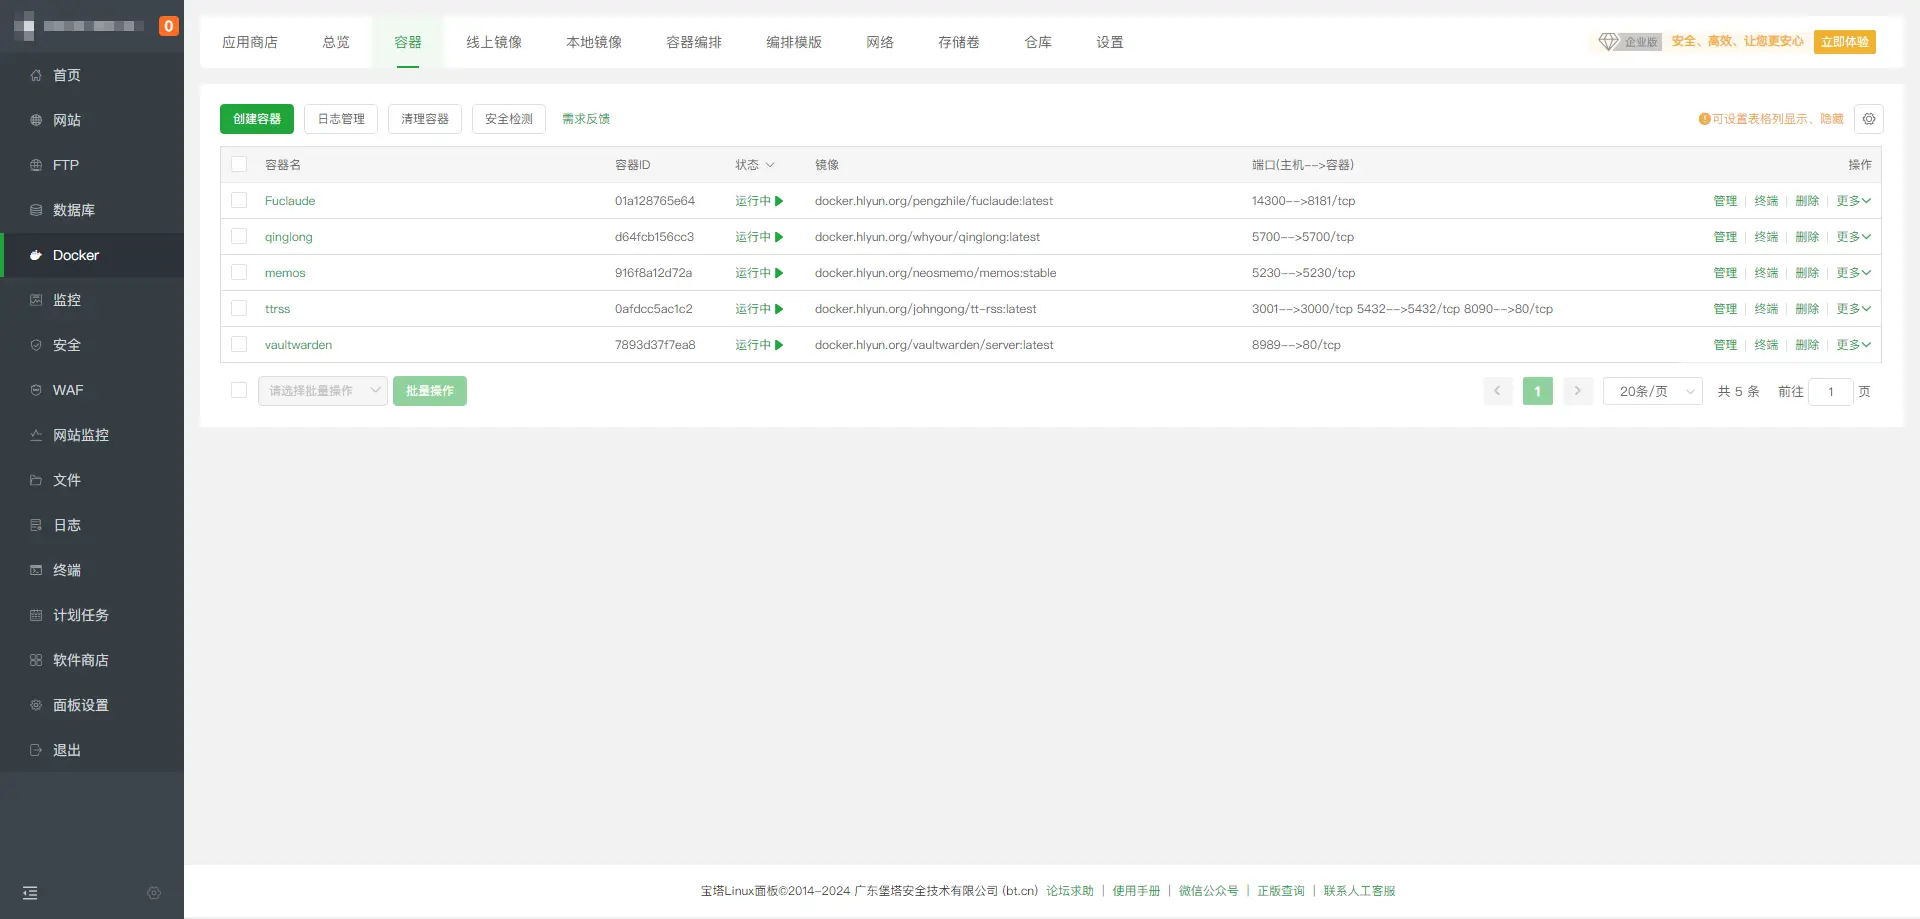 0
首页
网站
FTP
数据库
Docker
监控
安全
WAF
网站监控
文件
日志
终端
计划任务
软件商店
面板设置
退出
应用商店 总览 容器 线上镜像 本地镜像 容器编排 编排模版 网络 存储卷 仓库 设置
企业版 安全、高效、让您更安心 立即体验
创建容器 日志管理 清理容器 安全检测 需求反馈
可设置表格列显示、隐藏
容器名 容器ID 状态 镜像 端口(主机-->容器) 操作
Fuclaude 01a128765e64 运行中 docker.hlyun.org/pengzhile/fuclaude:latest 14300-->8181/tcp 管理 | 终端 | 删除 | 更多
qinglong d64fcb156cc3 运行中 docker.hlyun.org/whyour/qinglong:latest 5700-->5700/tcp 管理 | 终端 | 删除 | 更多
memos 916f8a12d72a 运行中 docker.hlyun.org/neosmemo/memos:stable 5230-->5230/tcp 管理 | 终端 | 删除 | 更多
ttrss 0afdcc5ac1c2 运行中 docker.hlyun.org/johngong/tt-rss:latest 3001-->3000/tcp 5432-->5432/tcp 8090-->80/tcp 管理 | 终端 | 删除 | 更多
vaultwarden 7893d37f7ea8 运行中 docker.hlyun.org/vaultwarden/server:latest 8989-->80/tcp 管理 | 终端 | 删除 | 更多
请选择批量操作 批量操作
1 20条/页 共 5 条 前往 1 页
宝塔Linux面板©2014-2024 广东堡塔安全技术有限公司 (bt.cn) 论坛求助 | 使用手册 | 微信公众号 | 正版查询 | 联系人工客服